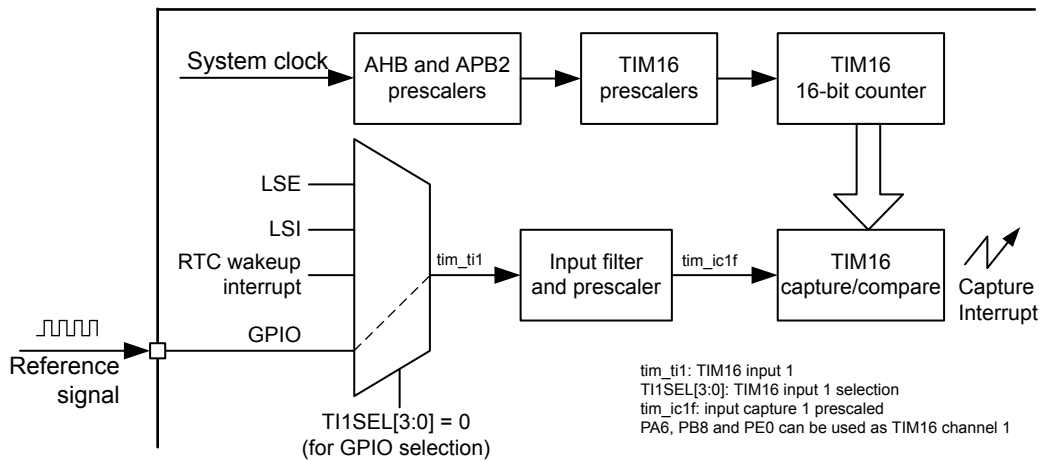 System clock
AHB and APB2
prescalers
TIM16
prescalers
TIM16
16-bit counter
LSE
LSI
RTC wakeup
interrupt
GPIO
tim_ti1
Input filter
and prescaler
tim_ic1f
TIM16
capture/compare
Capture
Interrupt
Reference
signal
TI1SEL[3:0] = 0
(for GPIO selection)
tim_ti1: TIM16 input 1
TI1SEL[3:0]: TIM16 input 1 selection
tim_ic1f: input capture 1 prescaled
PA6, PB8 and PE0 can be used as TIM16 channel 1